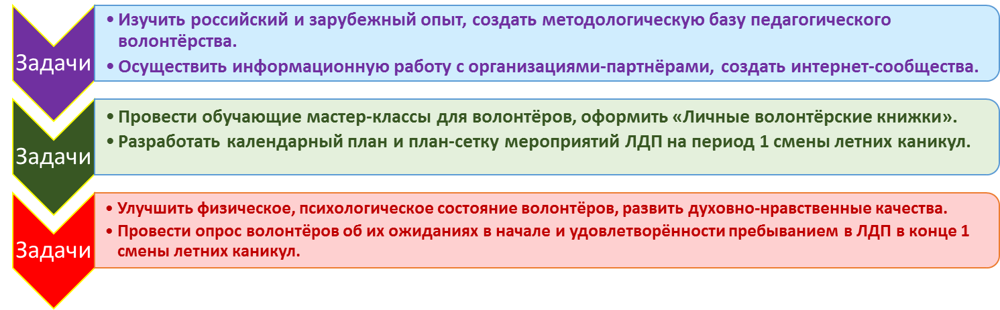 Задачи
• Изучить российский и зарубежный опыт, создать методологическую базу педагогического
волонтёрства.
• Осуществить информационную работу с организациями-партнёрами, создать интернет-сообщества.
Задачи
• Провести обучающие мастер-классы для волонтёров, оформить «Личные волонтёрские книжки».
• Разработать календарный план и план-сетку мероприятий ЛДП на период 1 смены летних каникул.
Задачи
• Улучшить физическое, психологическое состояние волонтёров, развить духовно-нравственные качества.
• Провести опрос волонтёров об их ожиданиях в начале и удовлетворённости пребыванием в ЛДП в конце 1
смены летних каникул.